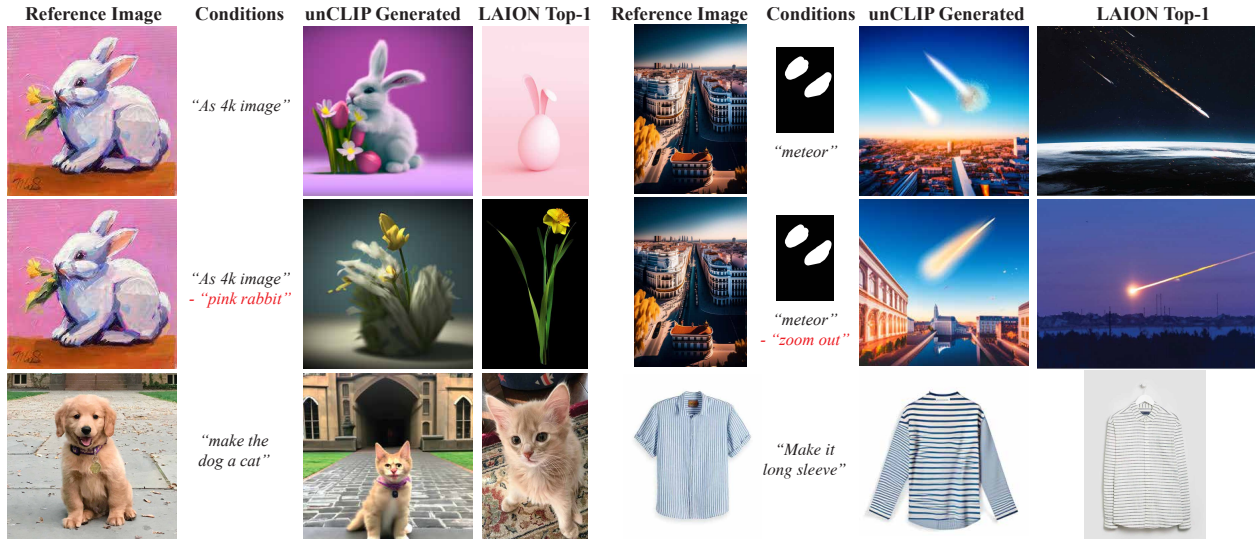 Reference Image Conditions unCLIP Generated LAION Top-1 Reference Image Conditions unCLIP Generated LAION Top-1
“As 4k image”
“meteor”
“As 4k image”
- “pink rabbit”
“meteor”
- “zoom out”
“make the
dog a cat”
“Make it
long sleeve”